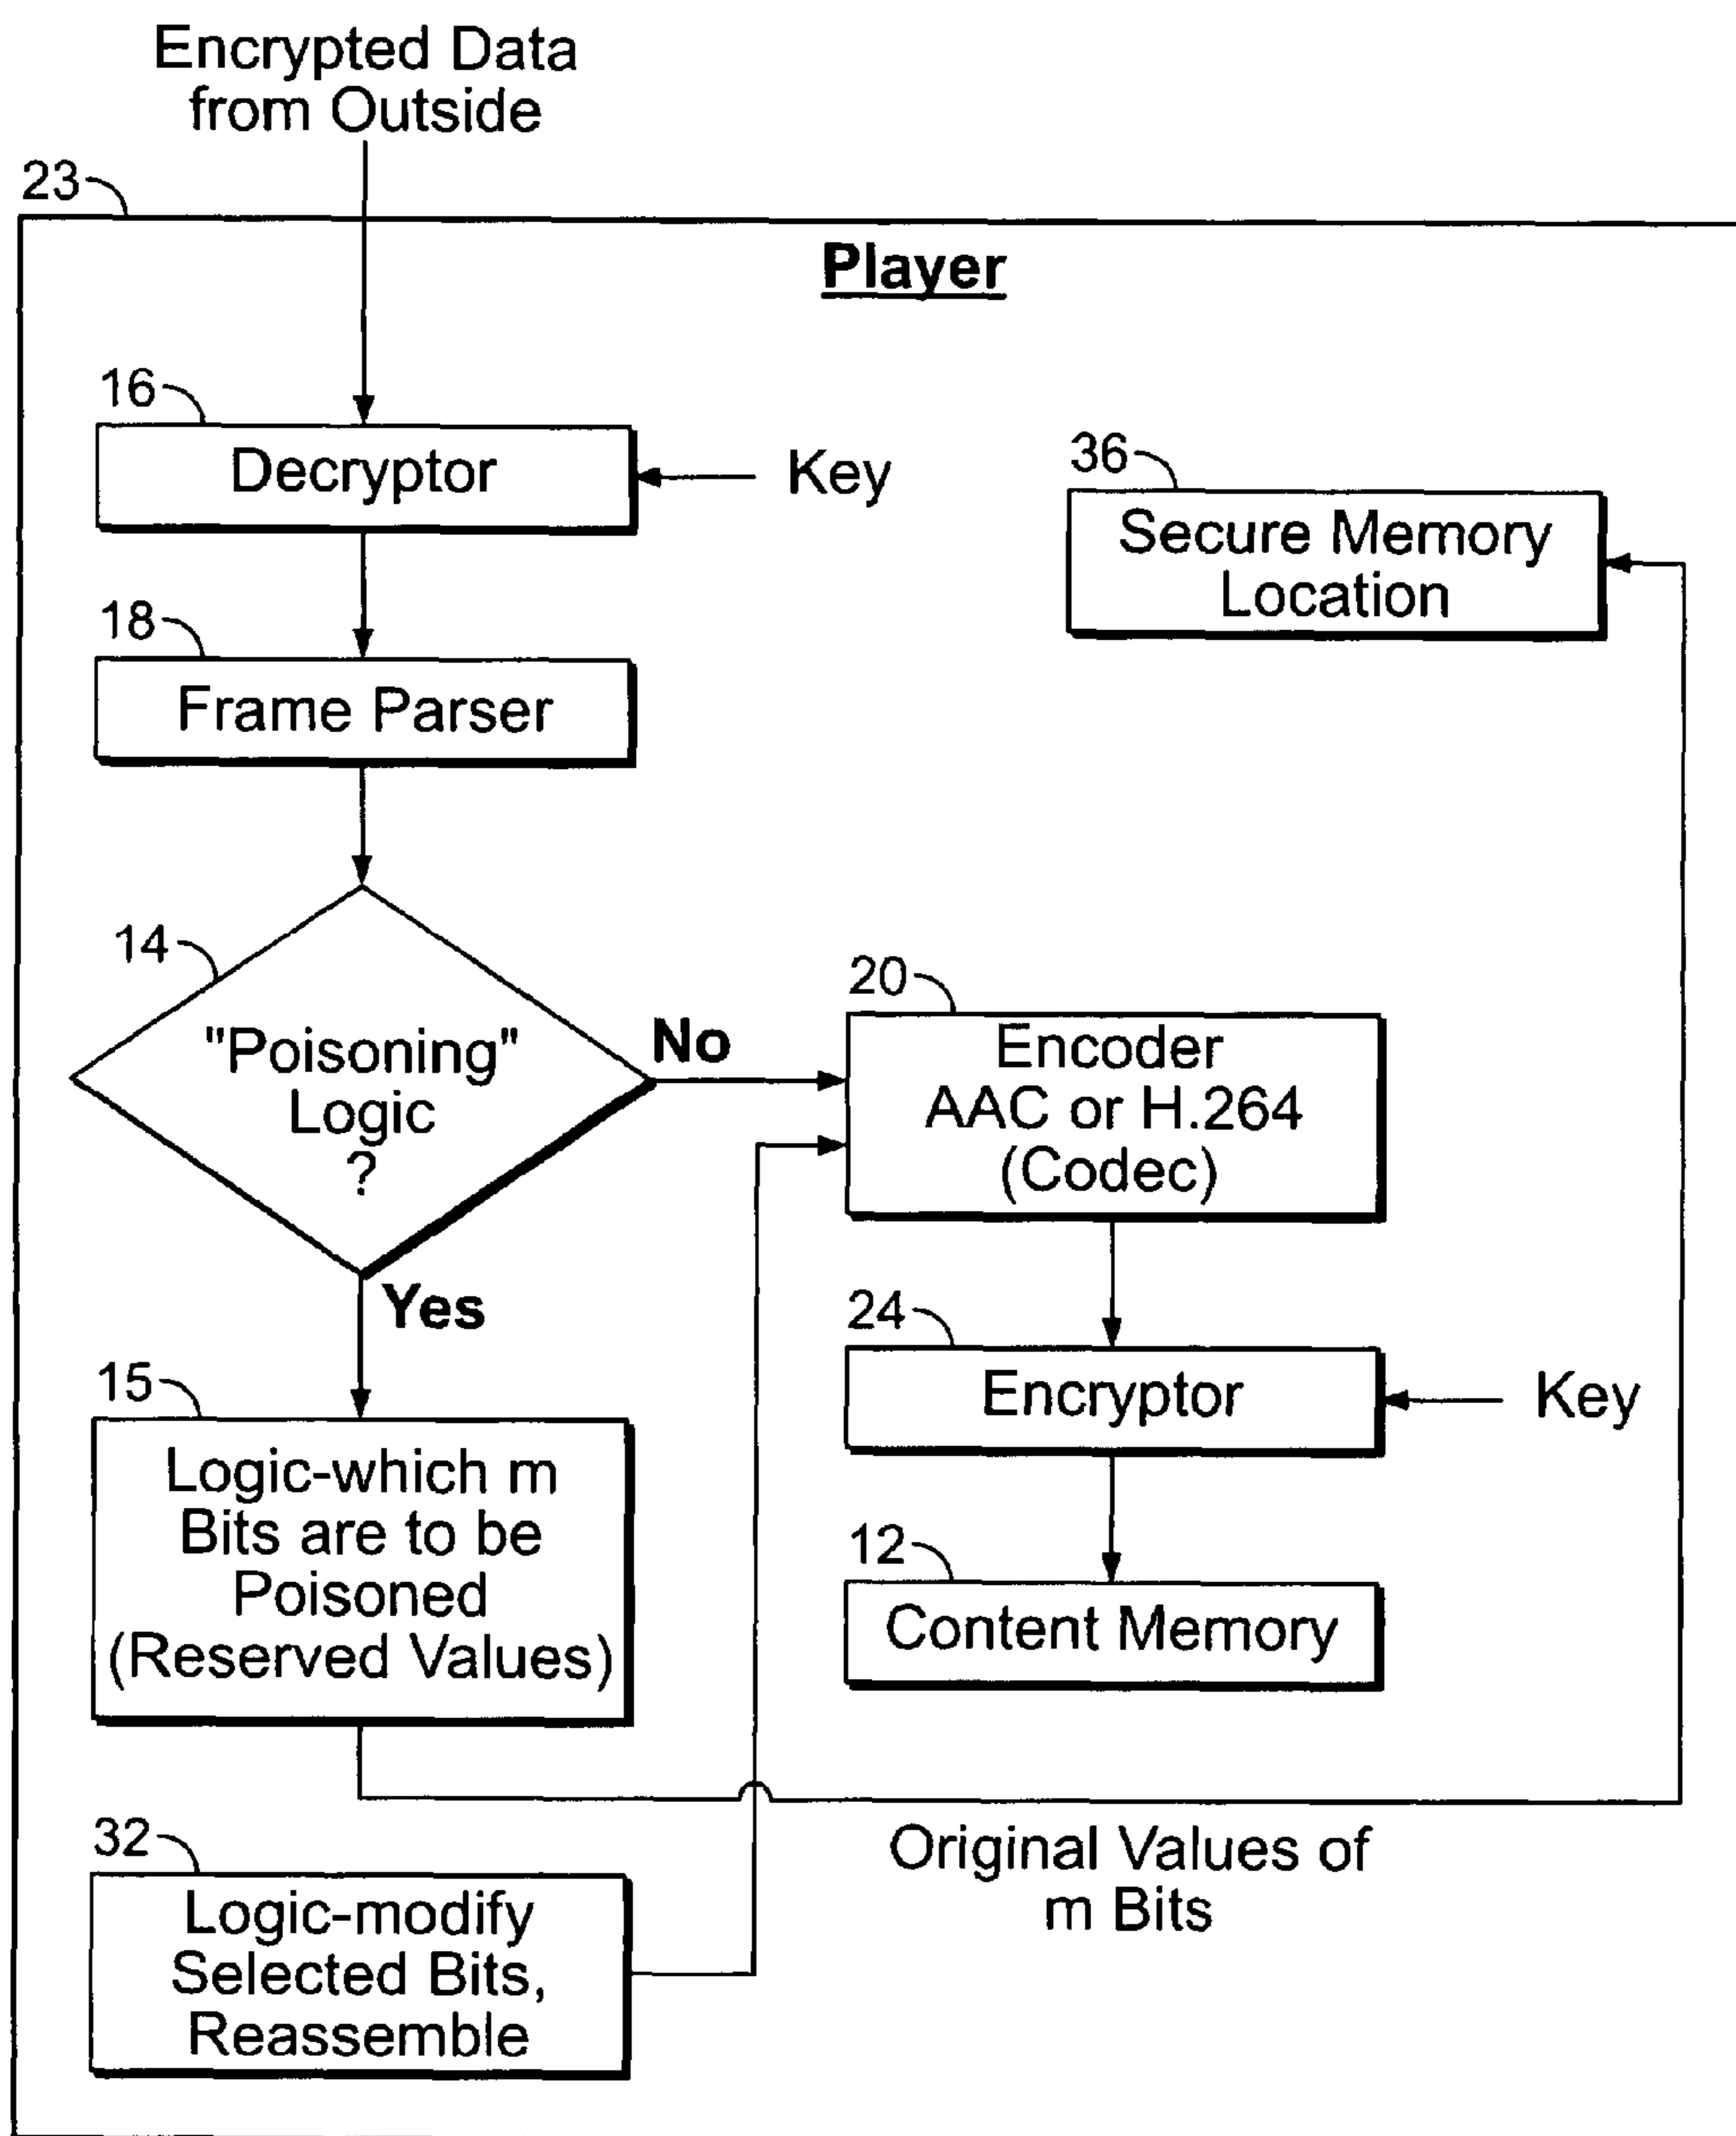 Encrypted Data
from Outside
23
Player
16
Decryptor
Key
36
Secure Memory
Location
18
Frame Parser
14
"Poisoning"
Logic
?
No
Yes
20
Encoder
AAC or H.264
(Codec)
24
Encryptor
Key
15
Logic-which m
Bits are to be
Poisoned
(Reserved Values)
12
Content Memory
Original Values of
m Bits
32
Logic-modify
Selected Bits,
Reassemble